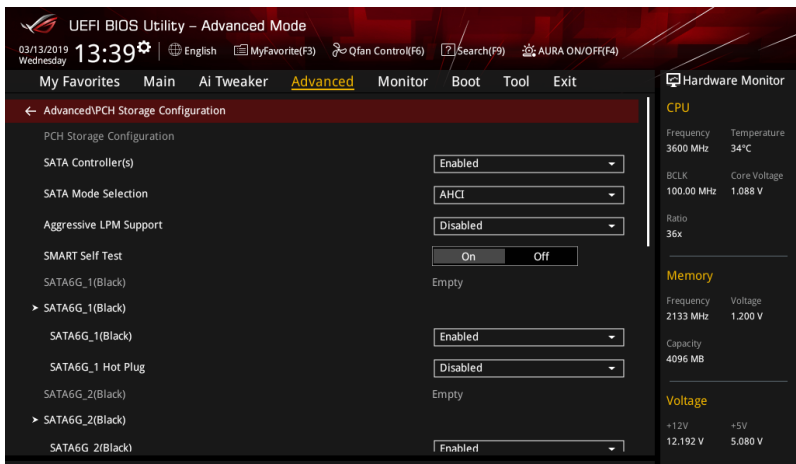 UEFI BIOS Utility – Advanced Mode
03/13/2019 Wednesday 13:39 English MyFavorite(F3) Qfan Control(F6) ? Search(F9) AURA ON/OFF(F4)
My Favorites Main Ai Tweaker Advanced Monitor Boot Tool Exit
Advanced\PCH Storage Configuration
PCH Storage Configuration
SATA Controller(s) Enabled
SATA Mode Selection AHCI
Aggressive LPM Support Disabled
SMART Self Test On Off
SATA6G_1(Black) Empty
SATA6G_1(Black)
SATA6G_1(Black) Enabled
SATA6G_1 Hot Plug Disabled
SATA6G_2(Black) Empty
SATA6G_2(Black)
SATA6G_2(Black) Enabled
Hardware Monitor
CPU
Frequency Temperature
3600 MHz 34°C
BCLK Core Voltage
100.00 MHz 1.088 V
Ratio
36x
Memory
Frequency Voltage
2133 MHz 1.200 V
Capacity
4096 MB
Voltage
+12V +5V
12.192 V 5.080 V